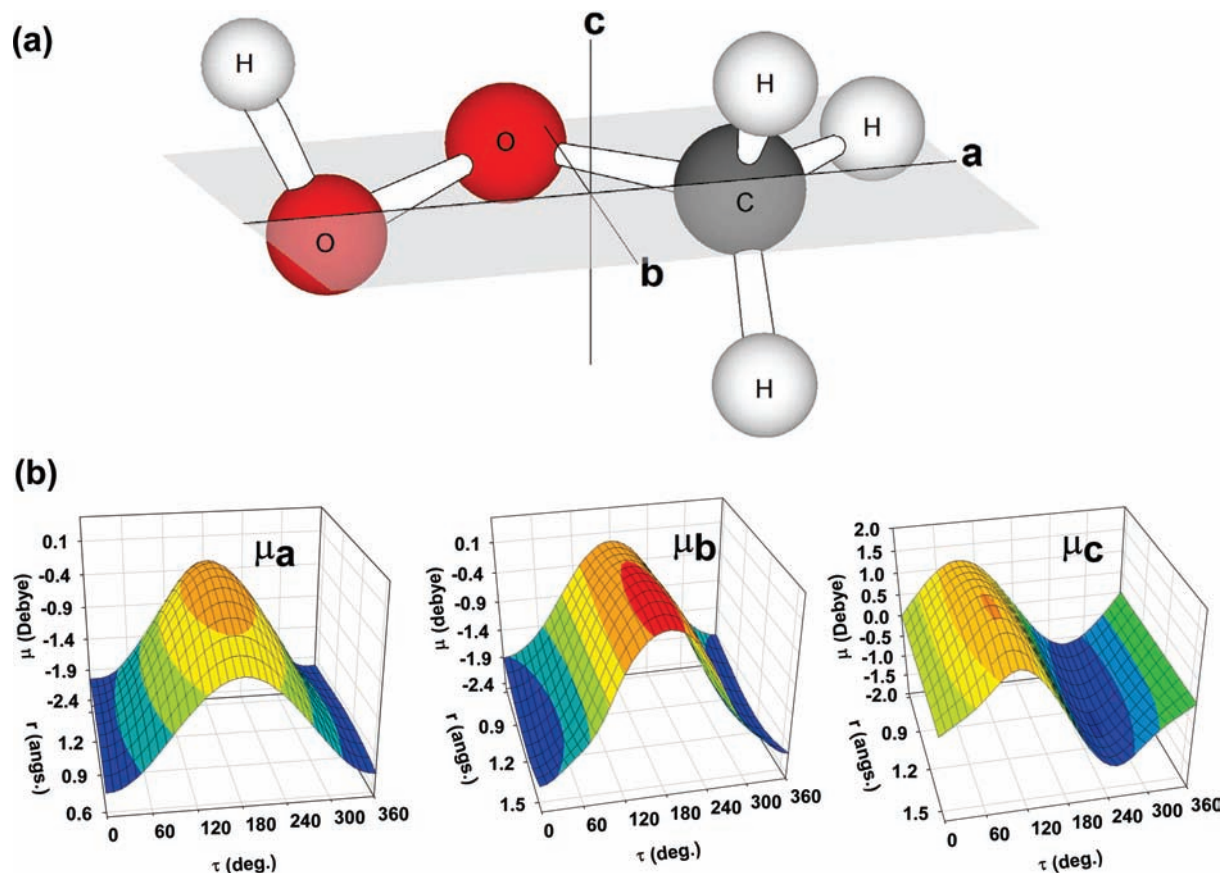 (a)
c
H
H
H
O
a
C
O
b
H
(b)
μa
μ (Debye)
0.1
-0.4
-0.9
-1.4
-1.9
-2.4
r (angs.)
1.2
0.9
0.6
0 60 120 180 240 300 360
τ (deg.)
μb
μ (debye)
0.1
-0.4
-0.9
-1.4
-1.9
-2.4
r (angs.)
0.9
1.2
1.5
0 60 120 180 240 300 360
τ (deg.)
μc
μ (Debye)
2.0
1.5
1.0
0.5
0.0
-0.5
-1.0
-1.5
-2.0
r (angs.)
0.9
1.2
1.5
0 60 120 180 240 300 360
τ (deg.)